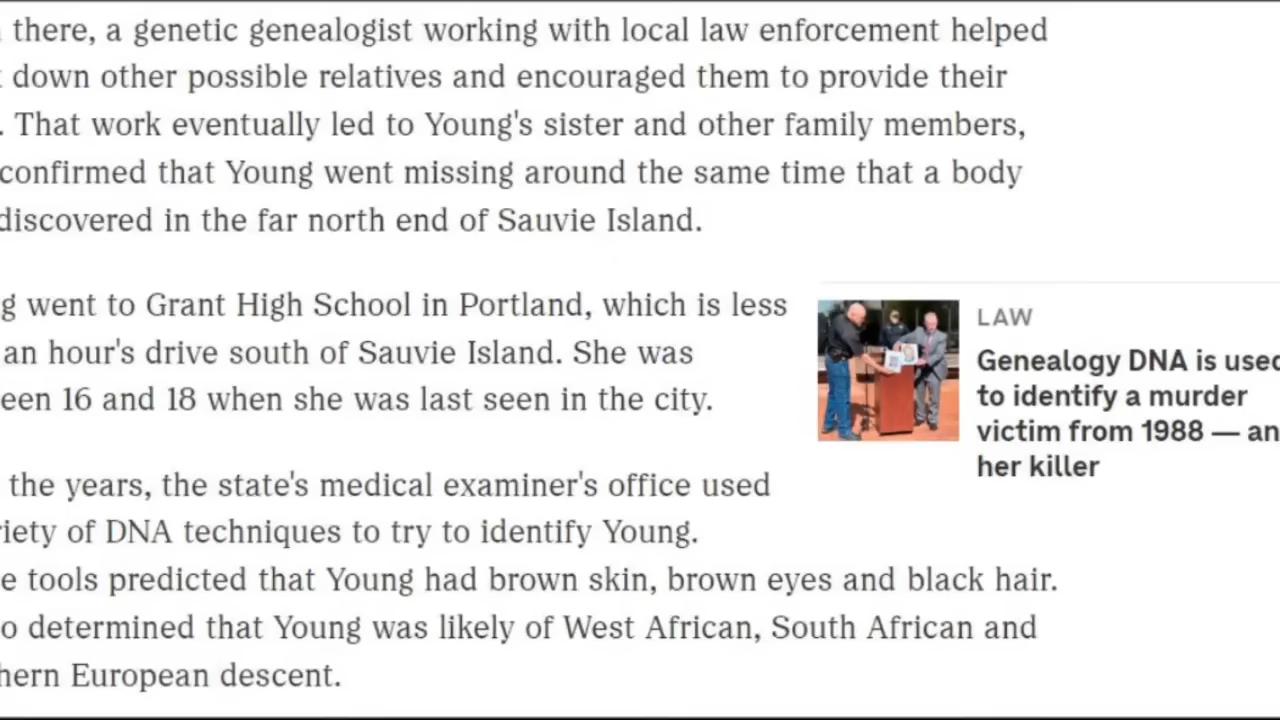 there, a genetic genealogist working with local law enforcement helped
down other possible relatives and encouraged them to provide their
. That work eventually led to Young's sister and other family members,
confirmed that Young went missing around the same time that a body
discovered in the far north end of Sauvie Island.
g went to Grant High School in Portland, which is less
an hour's drive south of Sauvie Island. She was
een 16 and 18 when she was last seen in the city.
the years, the state's medical examiner's office used
riety of DNA techniques to try to identify Young.
e tools predicted that Young had brown skin, brown eyes and black hair.
o determined that Young was likely of West African, South African and
hern European descent.
LAW
Genealogy DNA is used
to identify a murder
victim from 1988 — an
her killer